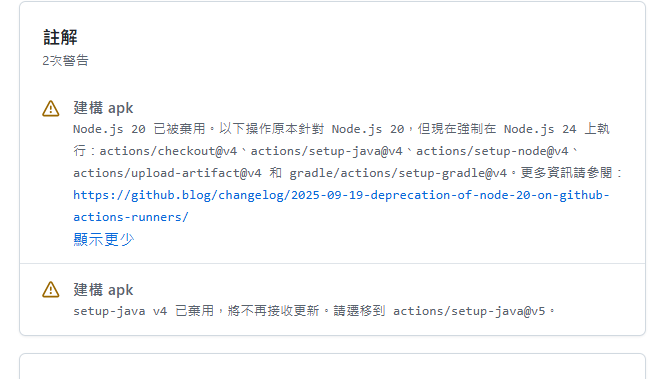 註解
2次警告
建構 apk
Node.js 20 已被棄用。以下操作原本針對 Node.js 20，但現在強制在 Node.js 24 上執
行：actions/checkout@v4、actions/setup-java@v4、actions/setup-node@v4、
actions/upload-artifact@v4 和 gradle/actions/setup-gradle@v4。更多資訊請參閱：
https://github.blog/changelog/2025-09-19-deprecation-of-node-20-on-github-
actions-runners/
顯示更少
建構 apk
setup-java v4 已棄用，將不再接收更新。請遷移到 actions/setup-java@v5。